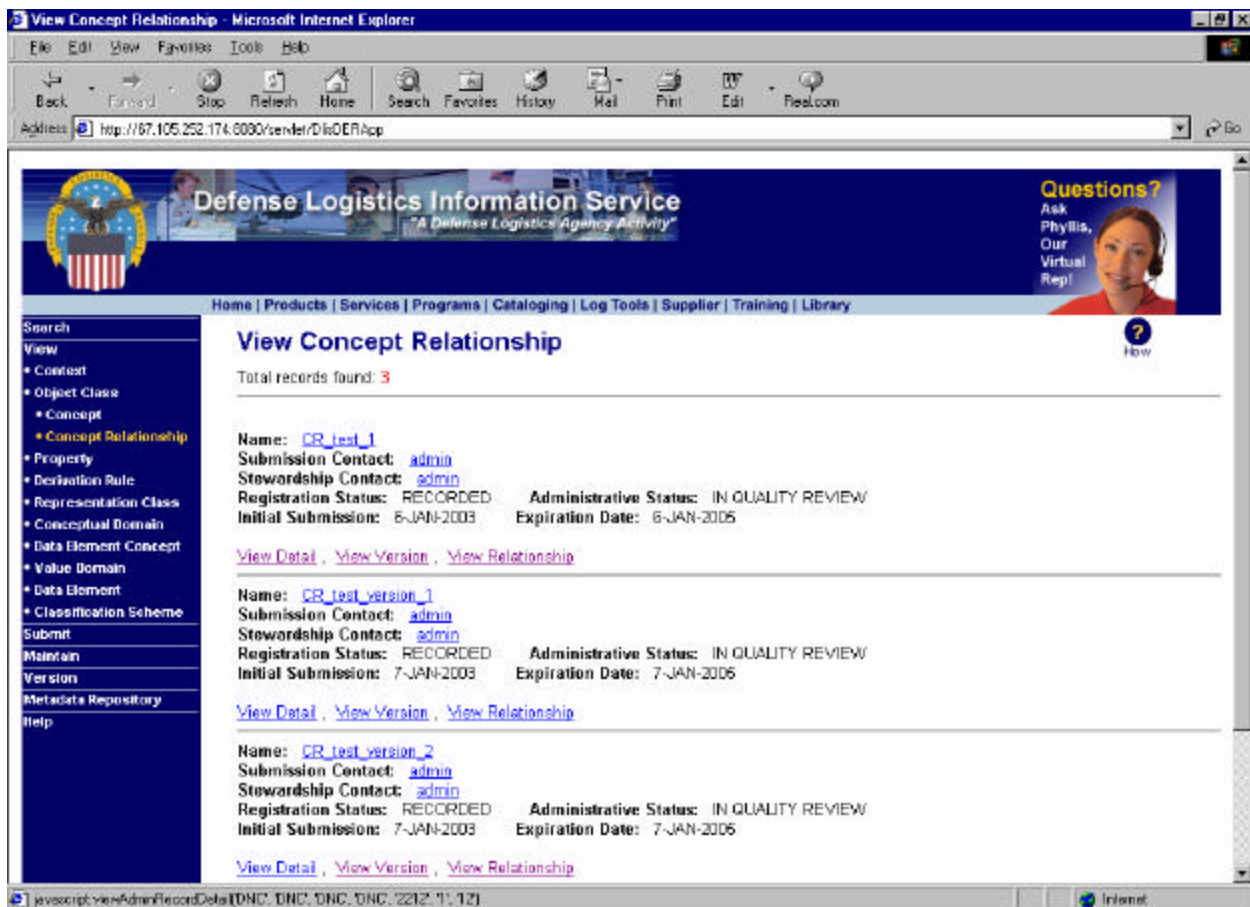 View Concept Relationship - Microsoft Internet Explorer
File Edit View Favorites Tools Help
Back Forward Stop Refresh Home Search Favorites History Mail Print Edit Real.com
Address http://67.105.252.174:8080/servlet/DlisDERApp Go
Defense Logistics Information Service
"A Defense Logistics Agency Activity"
Questions?
Ask
Phyllis,
Our
Virtual
Rep!
Home | Products | Services | Programs | Cataloging | Log Tools | Supplier | Training | Library
Search
View
• Context
• Object Class
• Concept
• Concept Relationship
• Property
• Derivation Rule
• Representation Class
• Conceptual Domain
• Data Element Concept
• Value Domain
• Data Element
• Classification Scheme
Submit
Maintain
Version
Metadata Repository
Help
View Concept Relationship
?
How
Total records found: 3
Name: CR_test_1
Submission Contact: admin
Stewardship Contact: admin
Registration Status: RECORDED Administrative Status: IN QUALITY REVIEW
Initial Submission: 6-JAN-2003 Expiration Date: 6-JAN-2006
View Detail , View Version , View Relationship
Name: CR_test_version_1
Submission Contact: admin
Stewardship Contact: admin
Registration Status: RECORDED Administrative Status: IN QUALITY REVIEW
Initial Submission: 7-JAN-2003 Expiration Date: 7-JAN-2006
View Detail , View Version , View Relationship
Name: CR_test_version_2
Submission Contact: admin
Stewardship Contact: admin
Registration Status: RECORDED Administrative Status: IN QUALITY REVIEW
Initial Submission: 7-JAN-2003 Expiration Date: 7-JAN-2006
View Detail , View Version , View Relationship
javascript:viewAdminRecordDetail('DNC', 'DNC', 'DNC', 'DNC', '2212', '1', '12') Internet